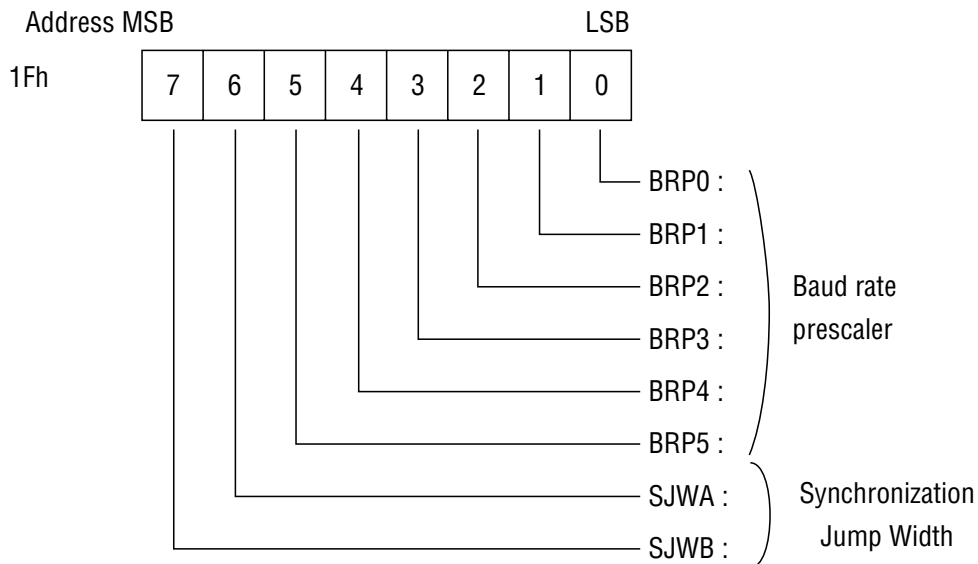 Address MSB LSB
1Fh 7 6 5 4 3 2 1 0
BRP0 :
BRP1 :
BRP2 :
BRP3 :
BRP4 :
BRP5 :
Baud rate
prescaler
SJWA :
SJWB :
Synchronization
Jump Width